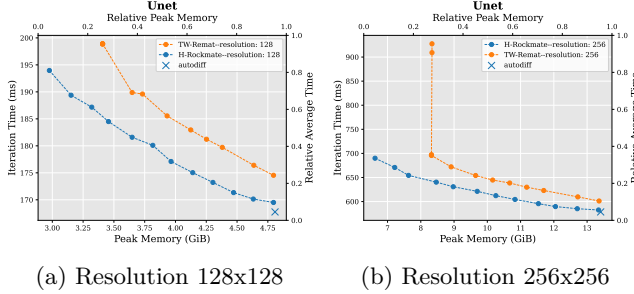 Unet
Relative Peak Memory
0.0 0.2 0.4 0.6 0.8 1.0
200
195
190
185
180
175
170
Iteration Time (ms)
TW-Remat--resolution: 128
H-Rockmate--resolution: 128
autodiff
1.0
0.8
0.6
0.4
0.2
0.0
Relative Average Time
3.00 3.25 3.50 3.75 4.00 4.25 4.50 4.75
Peak Memory (GiB)
(a) Resolution 128x128
Unet
Relative Peak Memory
0.0 0.2 0.4 0.6 0.8 1.0
900
850
800
750
700
650
600
Iteration Time (ms)
H-Rockmate--resolution: 256
TW-Remat--resolution: 256
autodiff
1.0
0.8
0.6
0.4
0.2
0.0
Relative Average Time
7 8 9 10 11 12 13
Peak Memory (GiB)
(b) Resolution 256x256